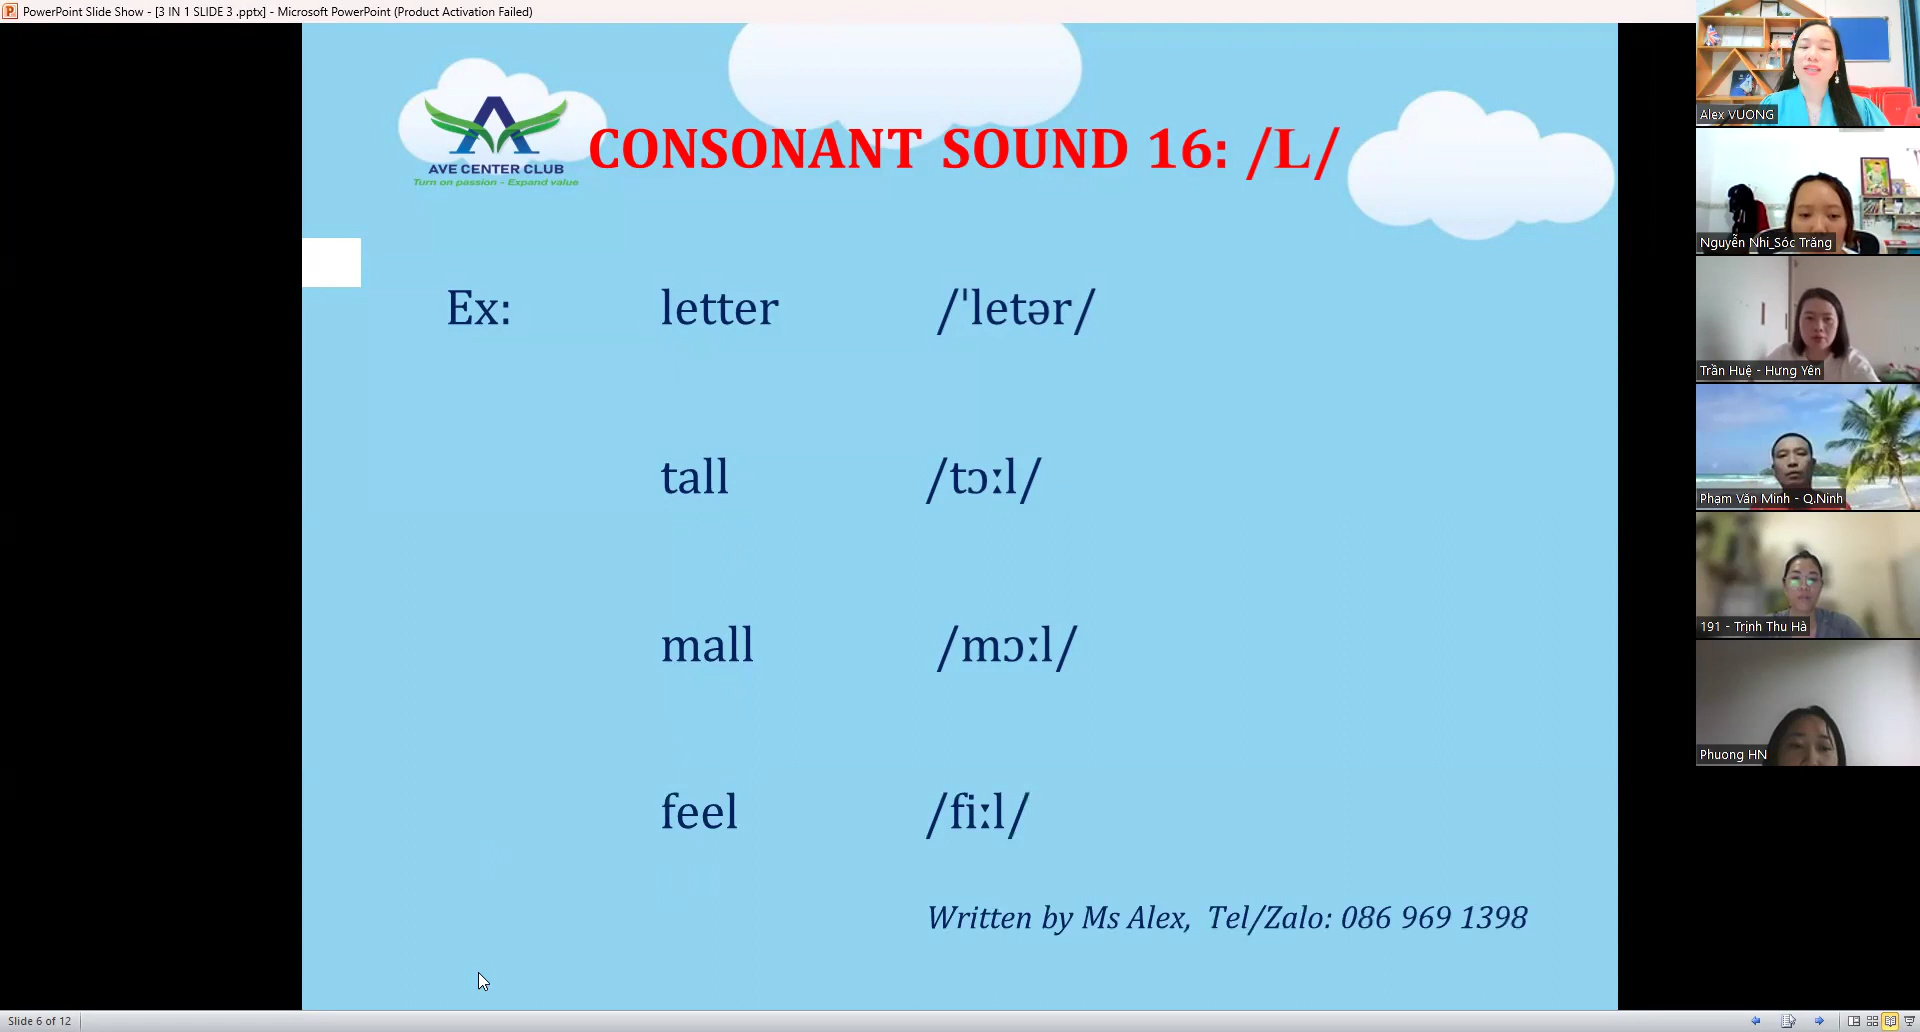 PowerPoint Slide Show - [3 IN 1 SLIDE 3 .pptx] - Microsoft PowerPoint (Product Activation Failed)
AVE CENTER CLUB
Turn on passion - Expand value
CONSONANT SOUND 16: /L/
Ex: letter /ˈletər/
tall /tɔːl/
mall /mɔːl/
feel /fiːl/
Written by Ms Alex, Tel/Zalo: 086 969 1398
Alex VUONG
Nguyễn Nhi_Sóc Trăng
Trần Huệ - Hưng Yên
Phạm Văn Minh - Q.Ninh
191 - Trịnh Thu Hà
Phuong HN
Slide 6 of 12